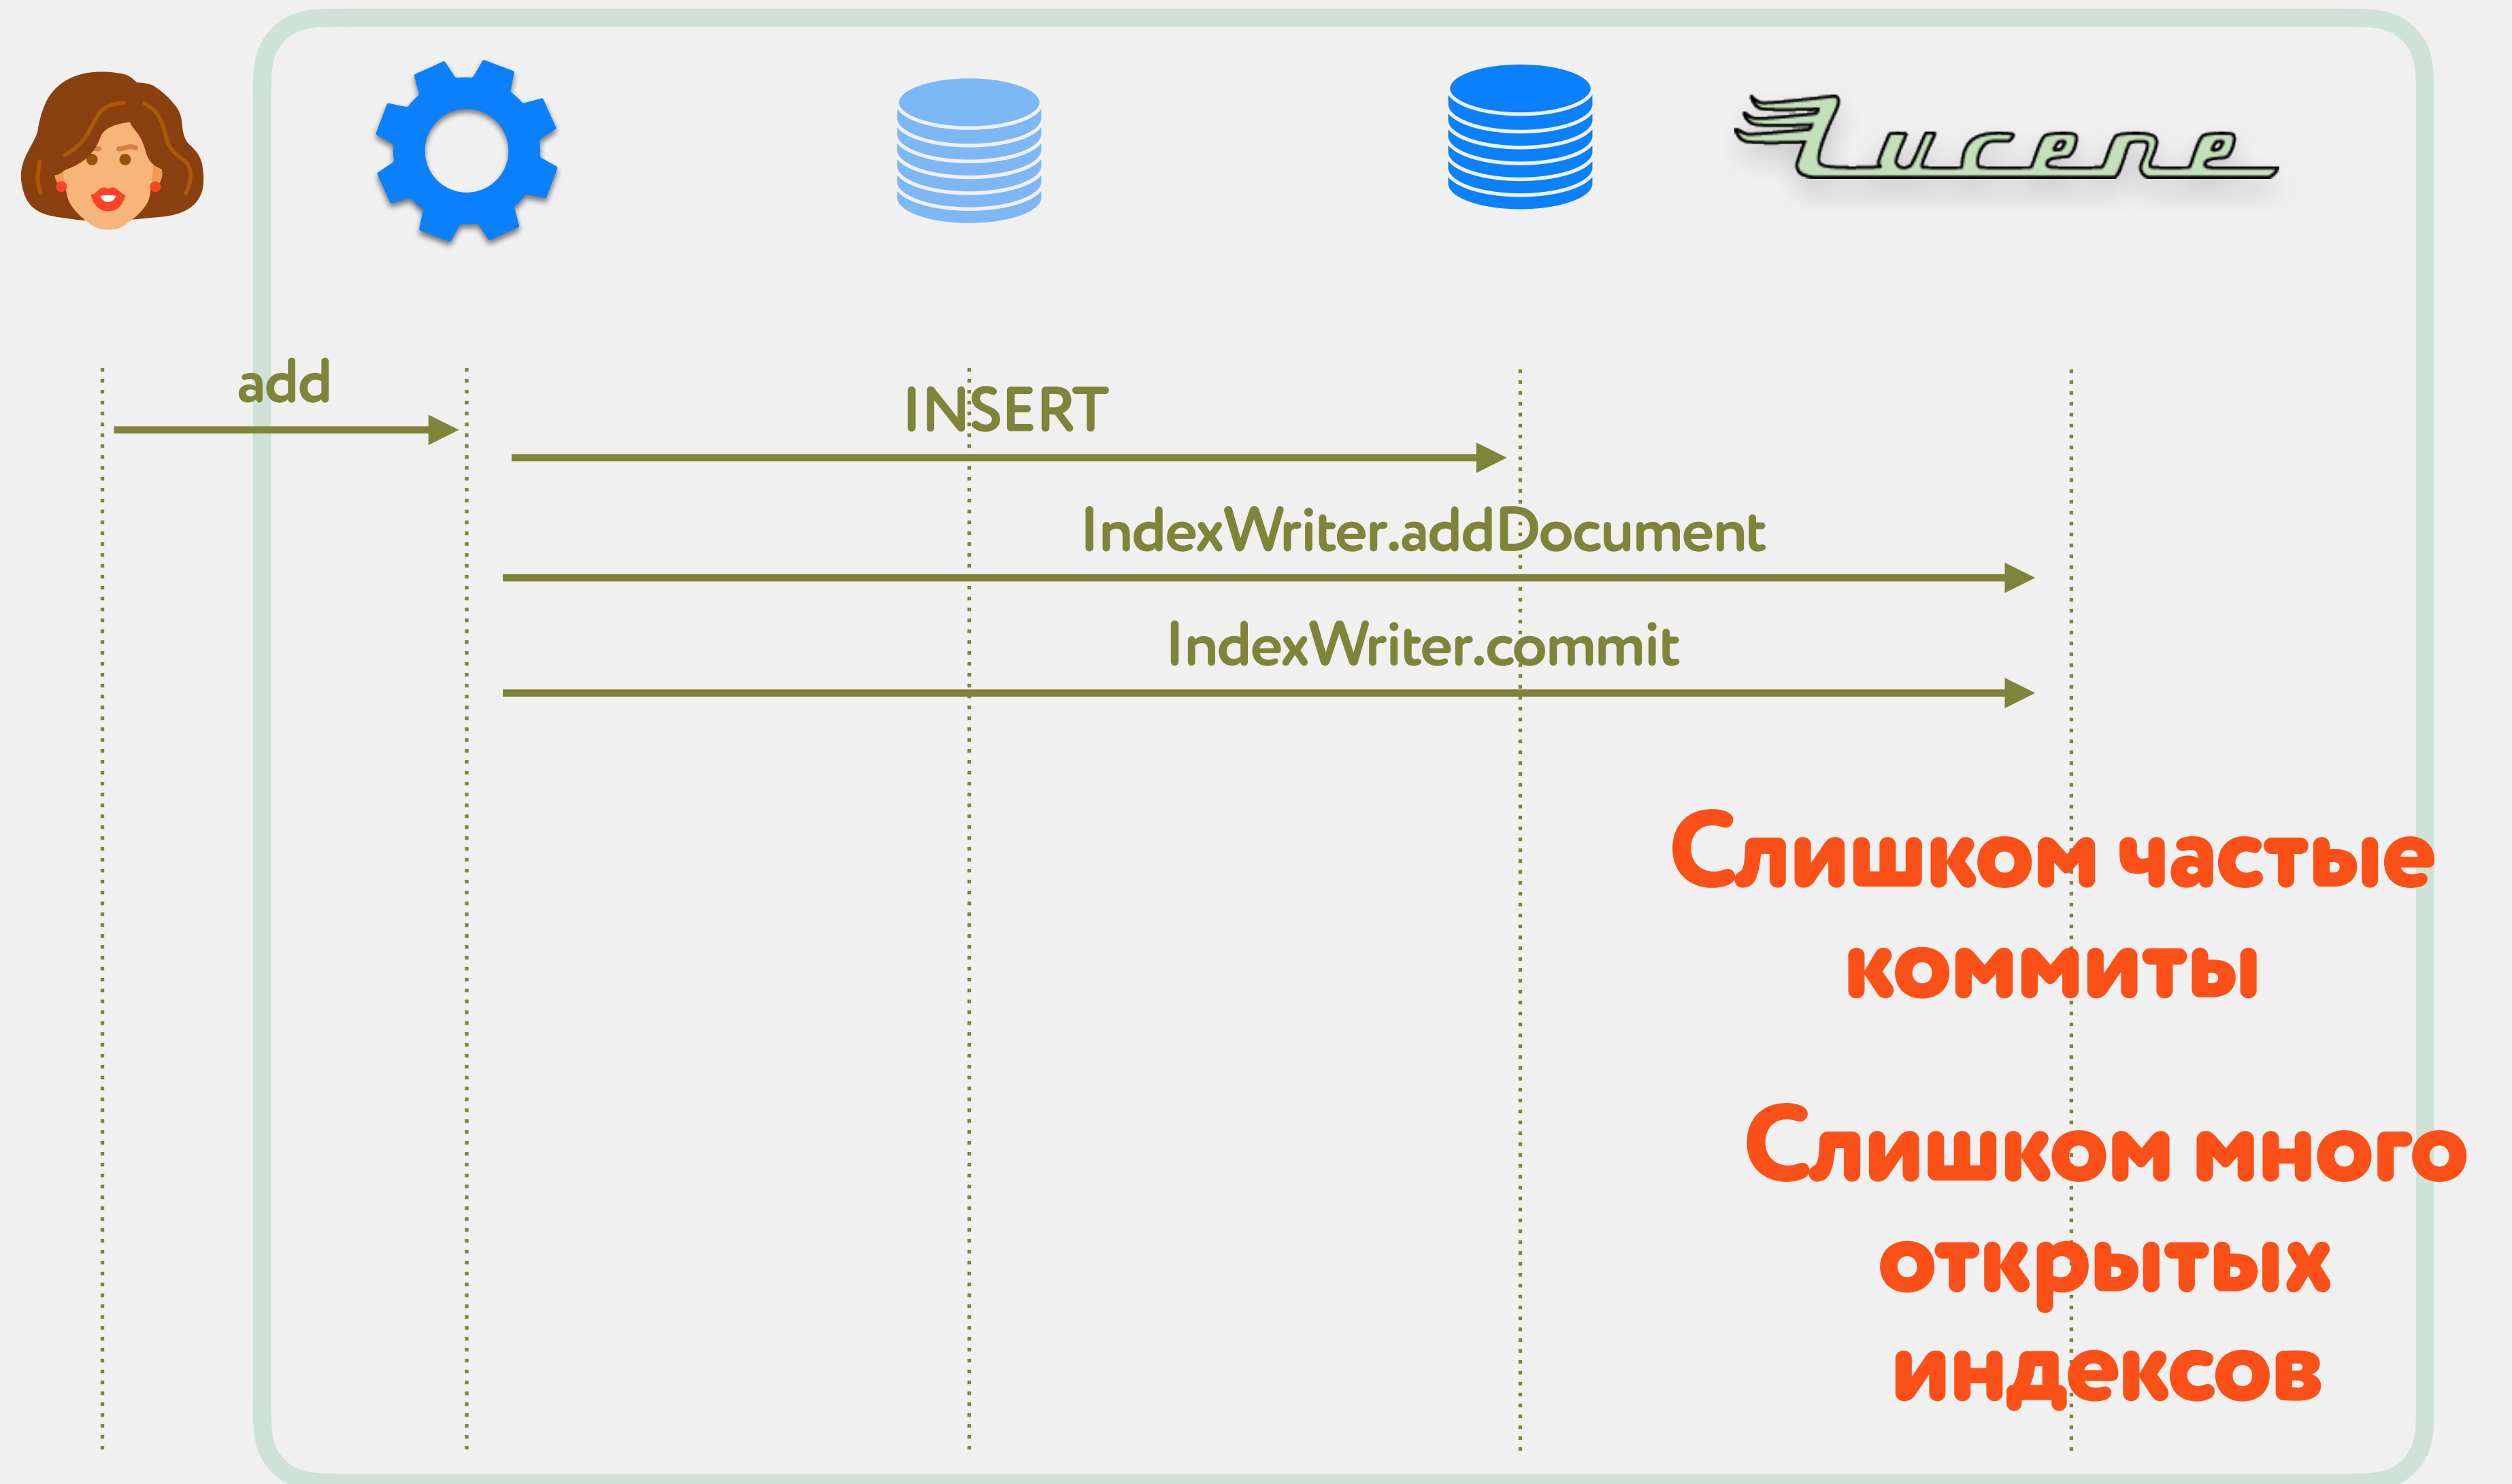 Lucene
add
INSERT
IndexWriter.addDocument
IndexWriter.commit
Слишком частые
коммиты
Слишком много
открытых
индексов